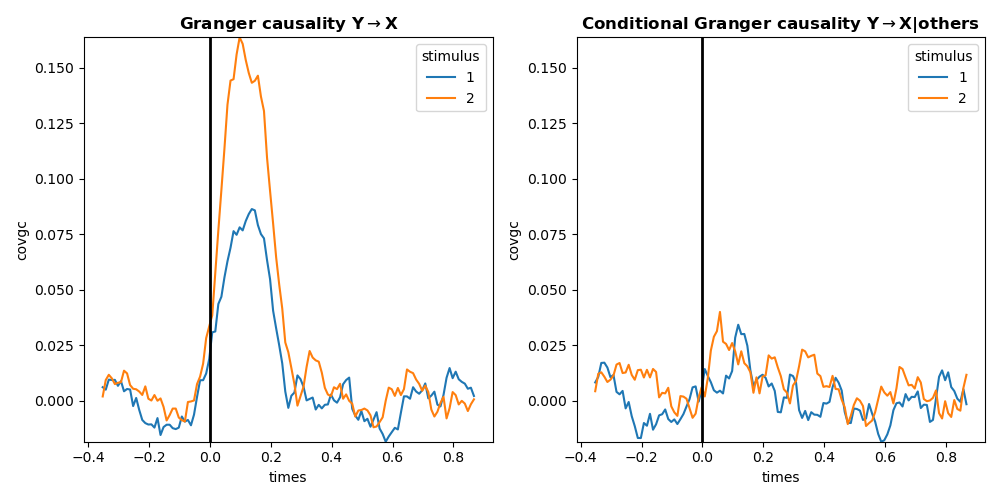 Granger causality Y→X
stimulus
1
2
0.150
0.125
0.100
0.075
0.050
0.025
0.000
covgc
−0.4 −0.2 0.0 0.2 0.4 0.6 0.8
times
Conditional Granger causality Y→X|others
stimulus
1
2
0.150
0.125
0.100
0.075
0.050
0.025
0.000
covgc
−0.4 −0.2 0.0 0.2 0.4 0.6 0.8
times